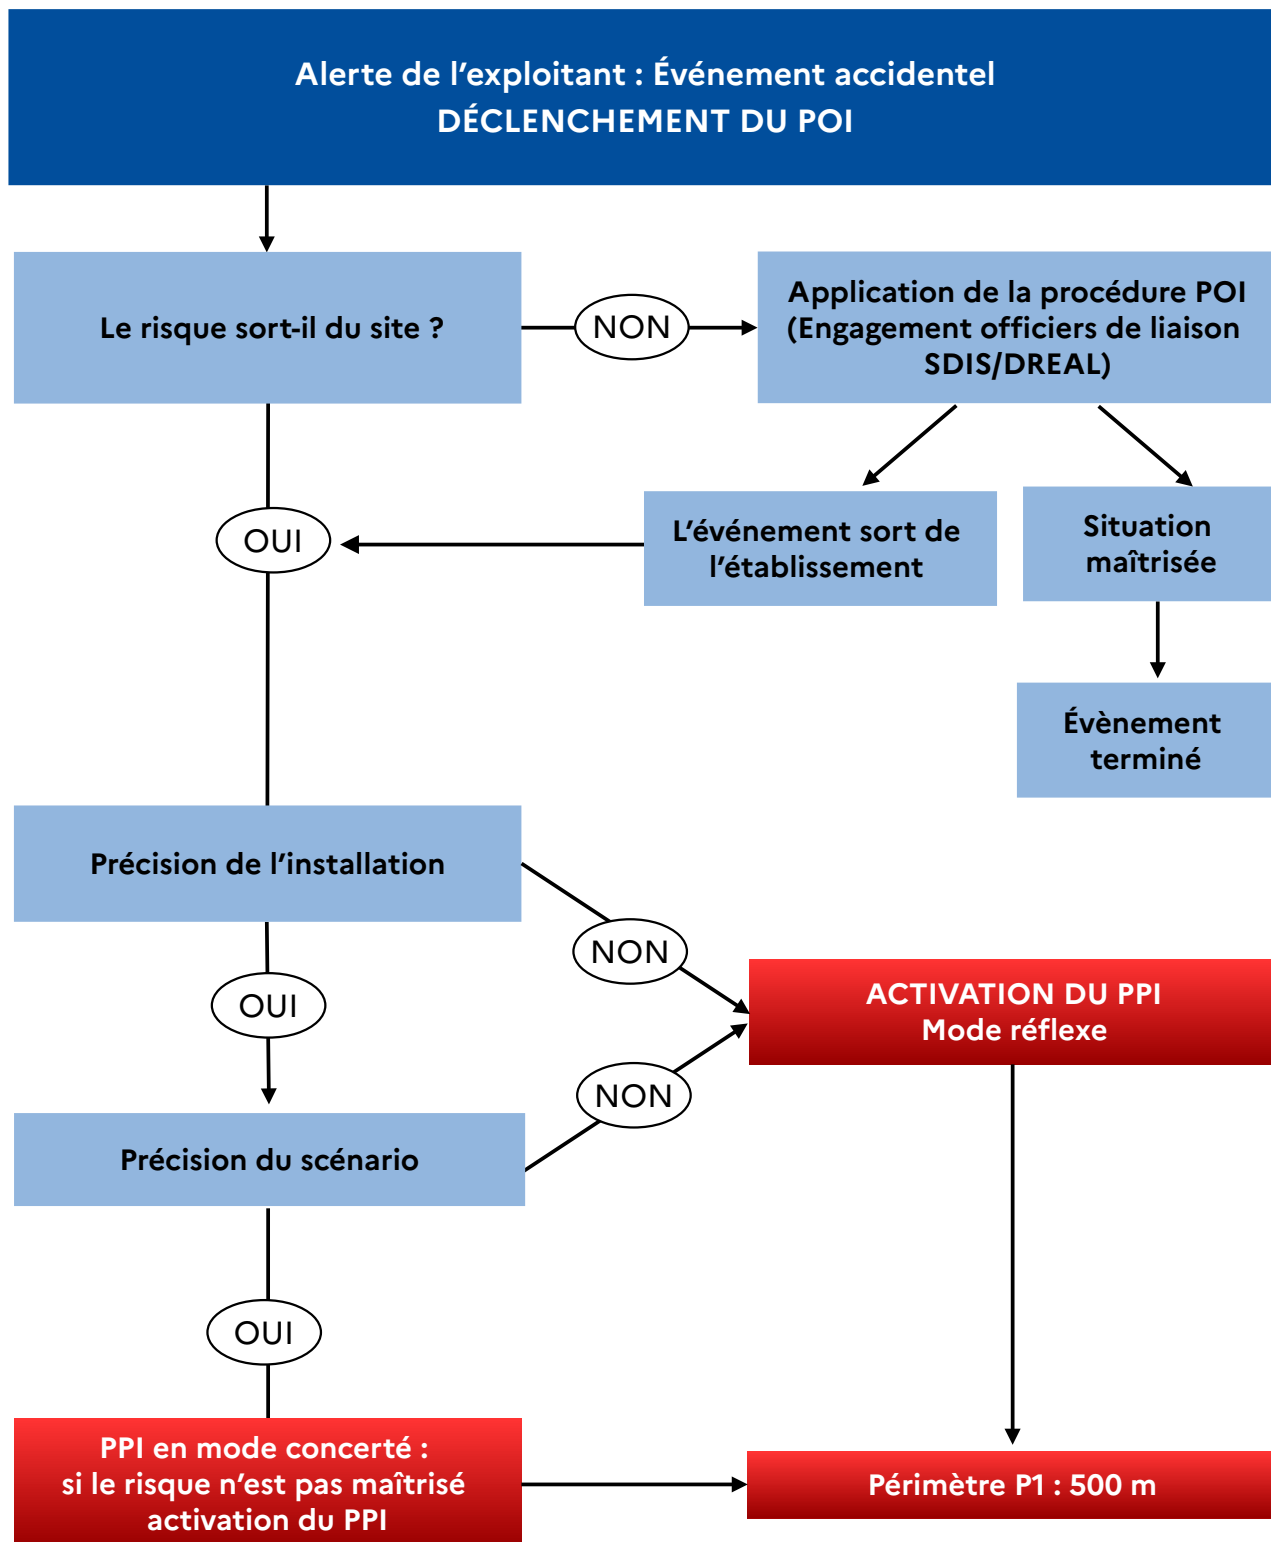 Alerte de l’exploitant : Événement accidentel
DÉCLENCHEMENT DU POI
Le risque sort-il du site ?
NON
Application de la procédure POI
(Engagement officiers de liaison
SDIS/DREAL)
OUI
L’événement sort de
l’établissement
Situation
maîtrisée
Évènement
terminé
Précision de l’installation
NON
OUI
ACTIVATION DU PPI
Mode réflexe
NON
Précision du scénario
OUI
PPI en mode concerté :
si le risque n’est pas maîtrisé
activation du PPI
Périmètre P1 : 500 m